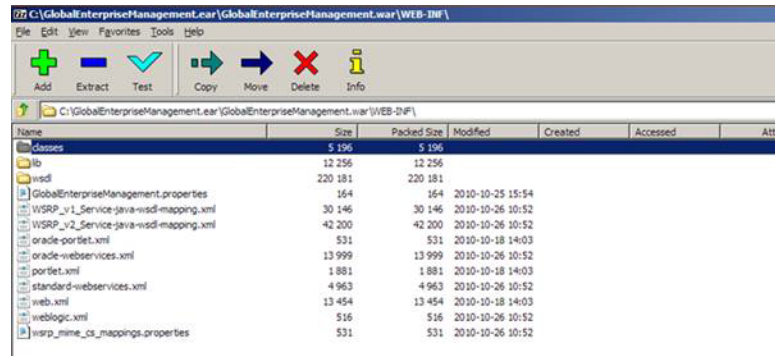 C:\GlobalEnterpriseManagement.ear\GlobalEnterpriseManagement.war\WEB-INF\
File Edit View Favorites Tools Help
Add Extract Test Copy Move Delete Info
C:\GlobalEnterpriseManagement.ear\GlobalEnterpriseManagement.war\WEB-INF\
Name Size Packed Size Modified Created Accessed Att
classes 5 196 5 196
lib 12 256 12 256
wsdl 220 181 220 181
GlobalEnterpriseManagement.properties 164 164 2010-10-25 15:54
WSRP_v1_Service-java-wsdl-mapping.xml 30 146 30 146 2010-10-26 10:52
WSRP_v2_Service-java-wsdl-mapping.xml 42 200 42 200 2010-10-26 10:52
oracle-portlet.xml 531 531 2010-10-18 14:03
oracle-webservices.xml 13 999 13 999 2010-10-26 10:52
portlet.xml 1 881 1 881 2010-10-18 14:03
standard-webservices.xml 4 963 4 963 2010-10-26 10:52
web.xml 13 454 13 454 2010-10-18 14:03
weblogic.xml 516 516 2010-10-26 10:52
wsrp_mime_cs_mappings.properties 531 531 2010-10-26 10:52